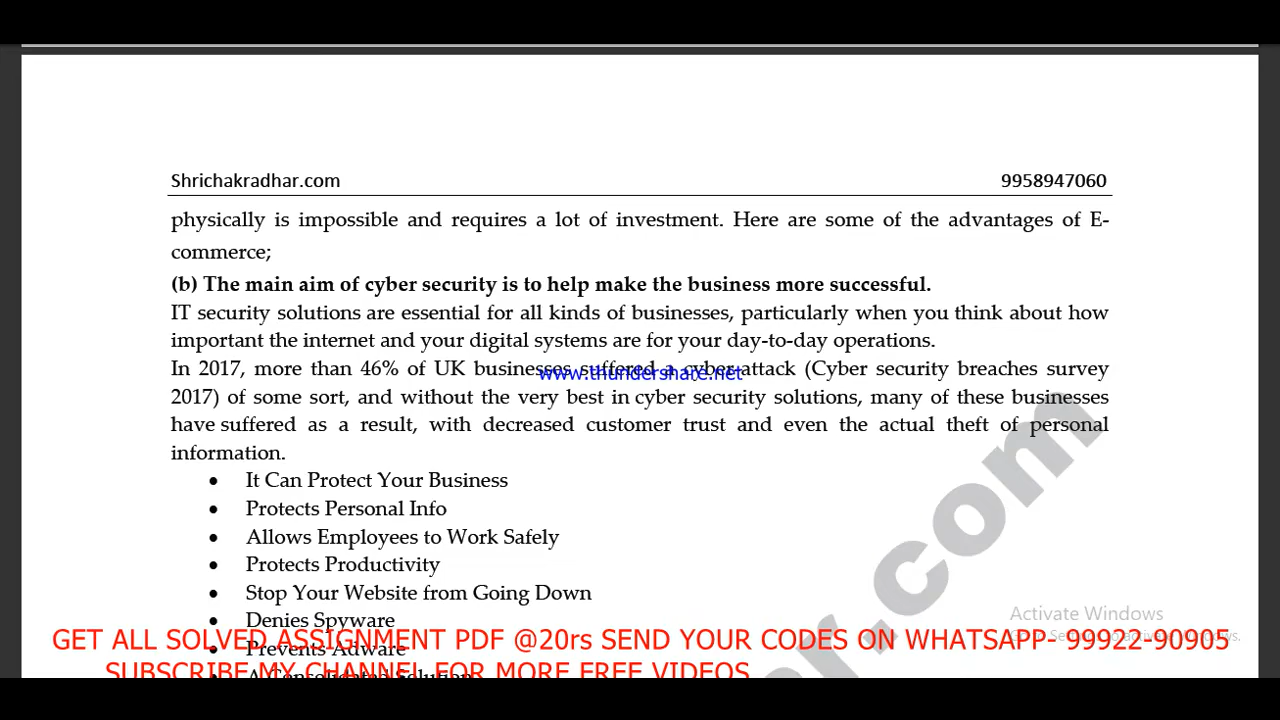 Shrichakradhar.com 9958947060
physically is impossible and requires a lot of investment. Here are some of the advantages of E-
commerce;
(b) The main aim of cyber security is to help make the business more successful.
IT security solutions are essential for all kinds of businesses, particularly when you think about how
important the internet and your digital systems are for your day-to-day operations.
In 2017, more than 46% of UK businesses suffered a cyber-attack (Cyber security breaches survey
www.thundershare.net
2017) of some sort, and without the very best in cyber security solutions, many of these businesses
have suffered as a result, with decreased customer trust and even the actual theft of personal
information.
• It Can Protect Your Business
• Protects Personal Info
• Allows Employees to Work Safely
• Protects Productivity
• Stop Your Website from Going Down
• Denies Spyware
• Prevents Adware
• A Consolidated Solution
r.com
Activate Windows
GET ALL SOLVED ASSIGNMENT PDF @20rs SEND YOUR CODES ON WHATSAPP- 99922-90905
SUBSCRIBE MY CHANNEL FOR MORE FREE VIDEOS